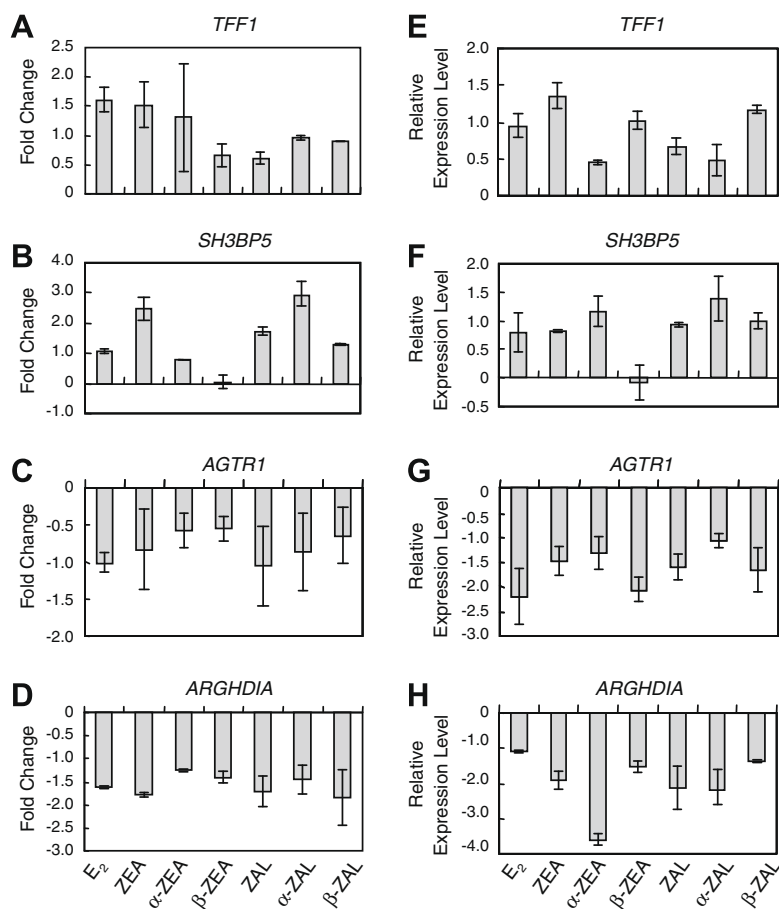 A
TFF1
Fold Change
2.5
2.0
1.5
1.0
0.5
0
E
TFF1
Relative
Expression Level
2.0
1.5
1.0
0.5
0
B
SH3BP5
Fold Change
4.0
3.0
2.0
1.0
0
-1.0
F
SH3BP5
Relative
Expression Level
2.0
1.5
1.0
0.5
0
-0.5
C
AGTR1
Fold Change
0
-0.5
-1.0
-1.5
-2.0
G
AGTR1
Relative
Expression Level
0
-0.5
-1.0
-1.5
-2.0
-2.5
-3.0
D
ARGHDIA
Fold Change
0
-0.5
-1.0
-1.5
-2.0
-2.5
-3.0
E₂
ZEA
α-ZEA
β-ZEA
ZAL
α-ZAL
β-ZAL
H
ARGHDIA
Relative
Expression Level
0
-1.0
-2.0
-3.0
-4.0
E₂
ZEA
α-ZEA
β-ZEA
ZAL
α-ZAL
β-ZAL